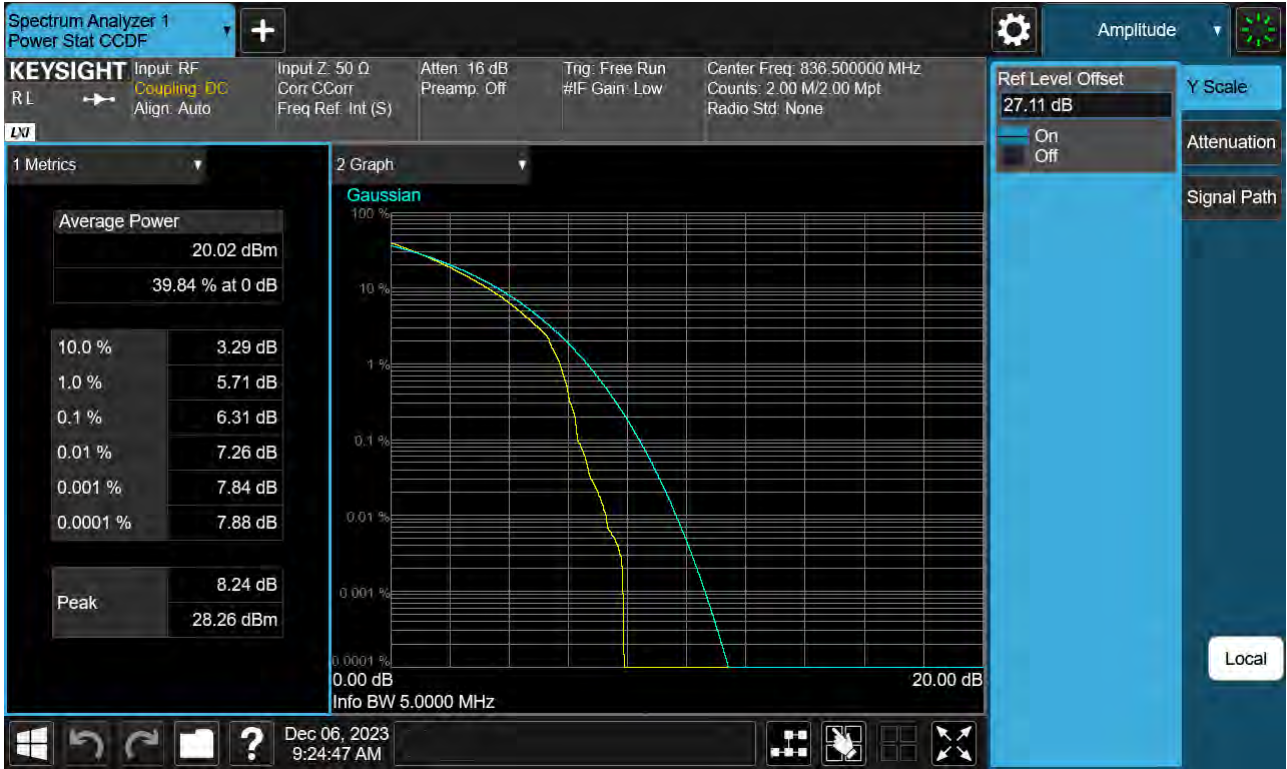 Spectrum Analyzer 1
Power Stat CCDF
Amplitude
KEYSIGHT
RL
LXI
Input: RF
Coupling: DC
Align: Auto
Input Z: 50 Ω
Corr CCorr
Freq Ref: Int (S)
Atten: 16 dB
Preamp: Off
Trig: Free Run
#IF Gain: Low
Center Freq: 836.500000 MHz
Counts: 2.00 M/2.00 Mpt
Radio Std: None
Ref Level Offset
27.11 dB
On
Off
Y Scale
Attenuation
Signal Path
Local
1 Metrics
Average Power
20.02 dBm
39.84 % at 0 dB
10.0 % 3.29 dB
1.0 % 5.71 dB
0.1 % 6.31 dB
0.01 % 7.26 dB
0.001 % 7.84 dB
0.0001 % 7.88 dB
Peak
8.24 dB
28.26 dBm
2 Graph
Gaussian
100 %
10 %
1 %
0.1 %
0.01 %
0.001 %
0.0001 %
0.00 dB 20.00 dB
Info BW 5.0000 MHz
?
Dec 06, 2023
9:24:47 AM